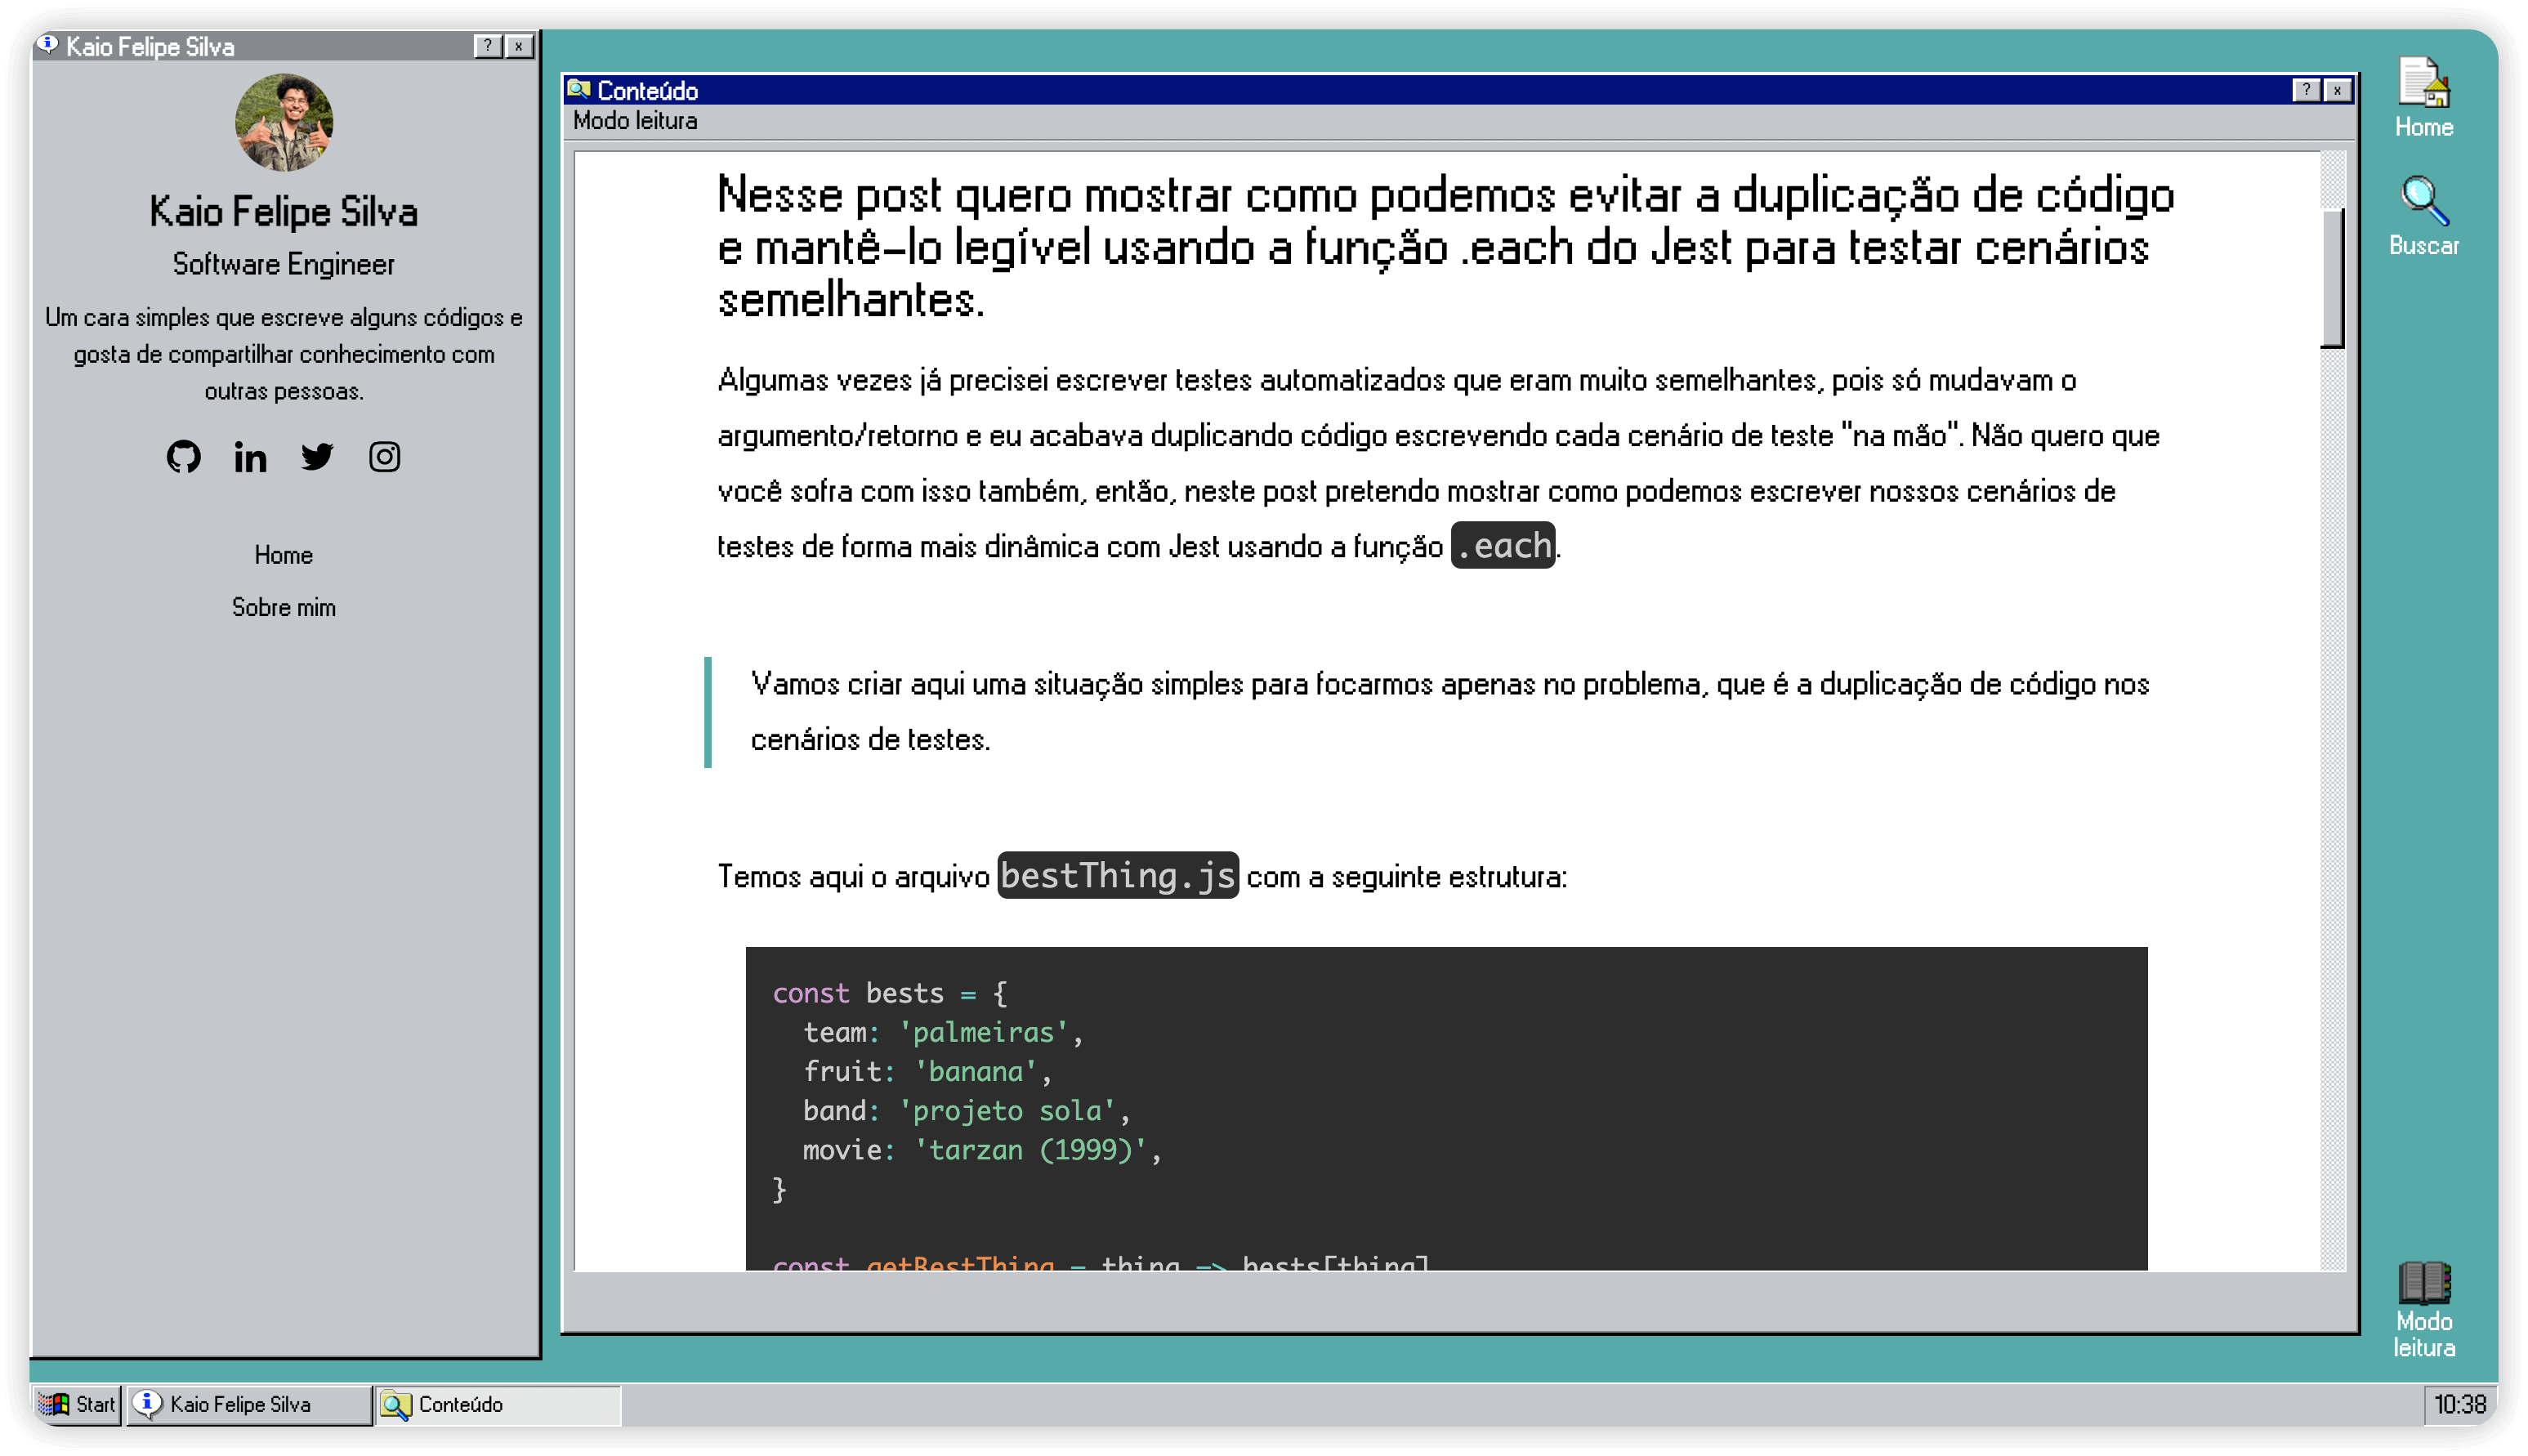 Kaio Felipe Silva
? x
Kaio Felipe Silva
Software Engineer
Um cara simples que escreve alguns códigos e
gosta de compartilhar conhecimento com
outras pessoas.
in
Home
Sobre mim
Conteúdo
? x
Modo leitura
Nesse post quero mostrar como podemos evitar a duplicação de código
e mantê-lo legível usando a função .each do Jest para testar cenários
semelhantes.
Algumas vezes já precisei escrever testes automatizados que eram muito semelhantes, pois só mudavam o
argumento/retorno e eu acabava duplicando código escrevendo cada cenário de teste "na mão". Não quero que
você sofra com isso também, então, neste post pretendo mostrar como podemos escrever nossos cenários de
testes de forma mais dinâmica com Jest usando a função .each.
Vamos criar aqui uma situação simples para focarmos apenas no problema, que é a duplicação de código nos
cenários de testes.
Temos aqui o arquivo bestThing.js com a seguinte estrutura:
const bests = {
team: 'palmeiras',
fruit: 'banana',
band: 'projeto sola',
movie: 'tarzan (1999)',
}
const getBestThing = thing => bests[thing]
Home
Buscar
Modo
leitura
Start
Kaio Felipe Silva
Conteúdo
10:38